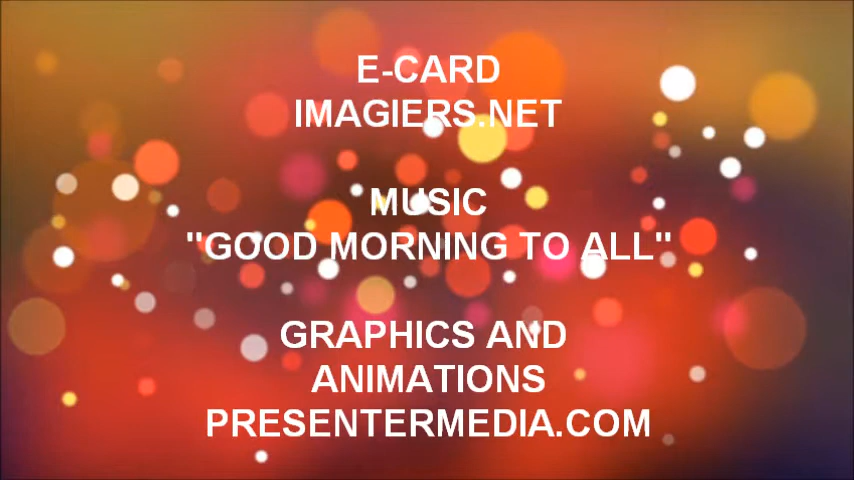 E-CARD
IMAGIERS.NET
MUSIC
"GOOD MORNING TO ALL"
GRAPHICS AND
ANIMATIONS
PRESENTERMEDIA.COM